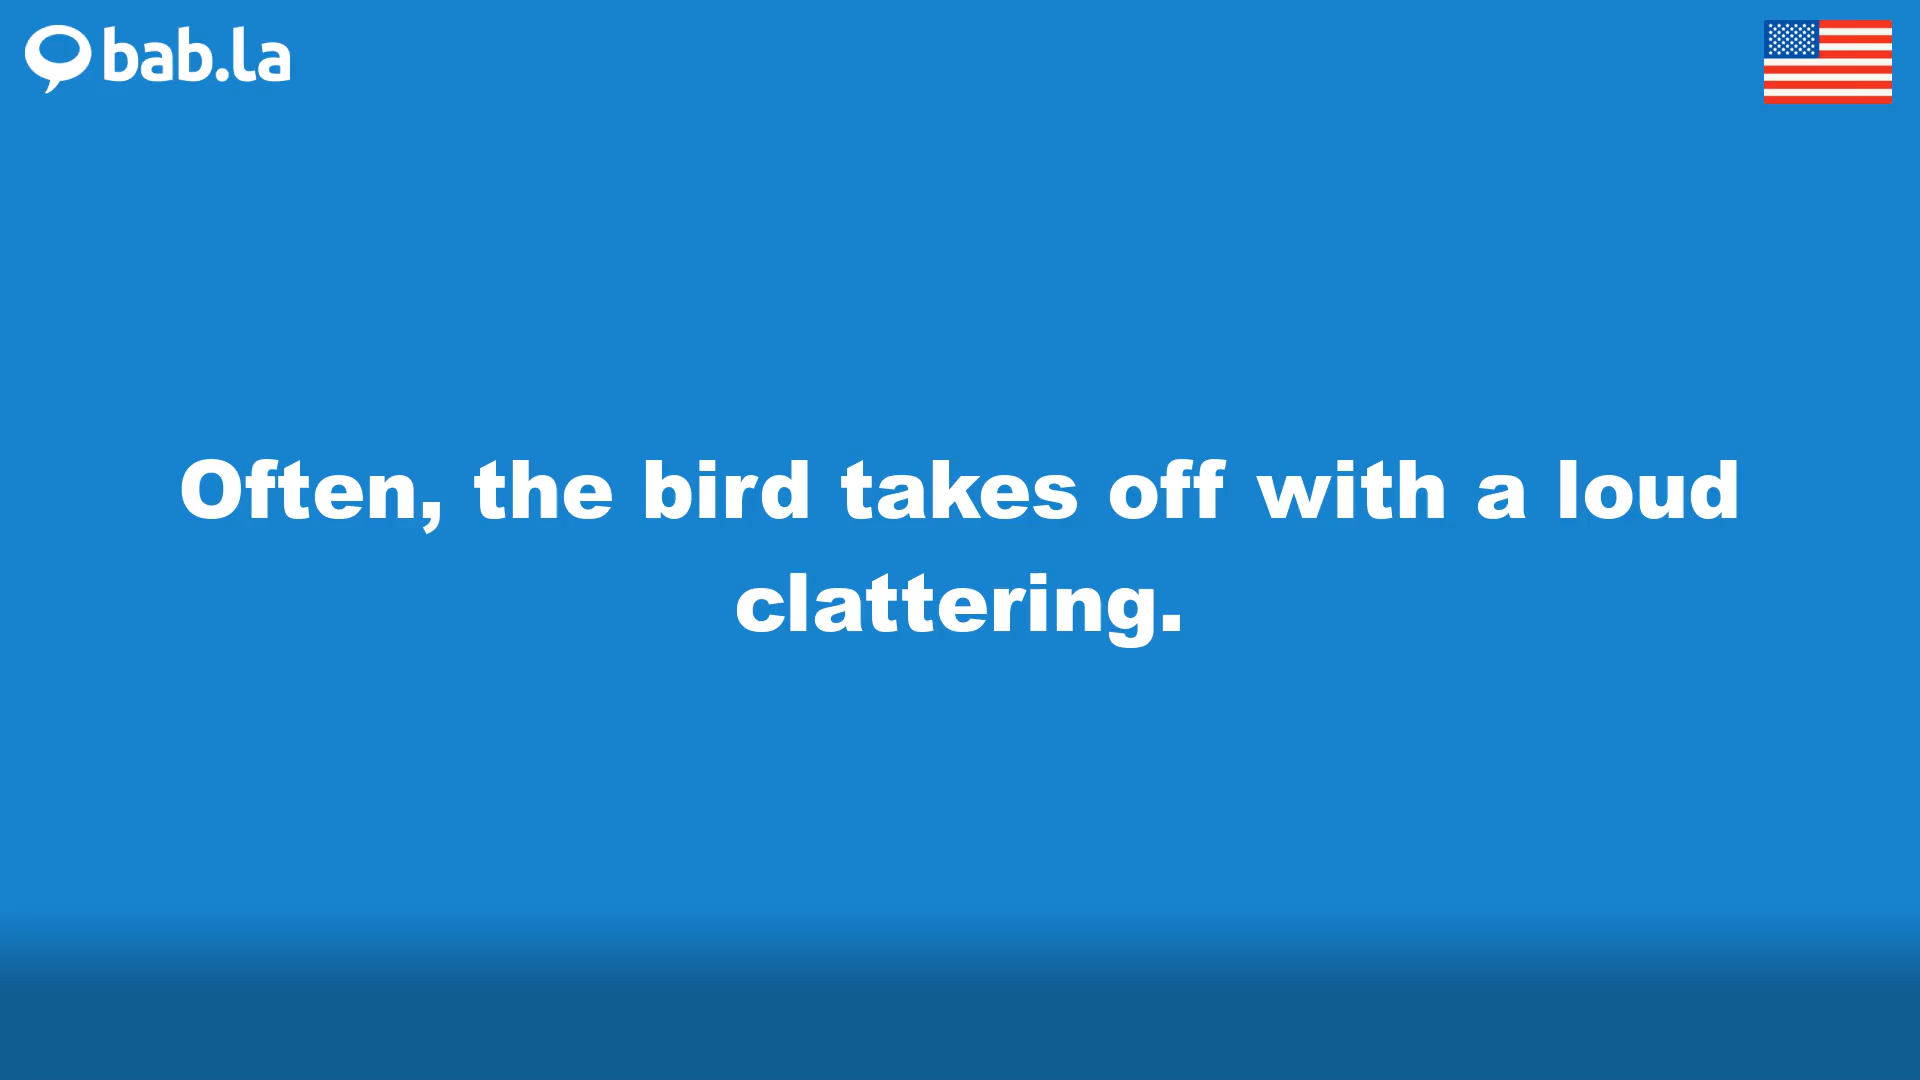 bab.la
Often, the bird takes off with a loud
clattering.